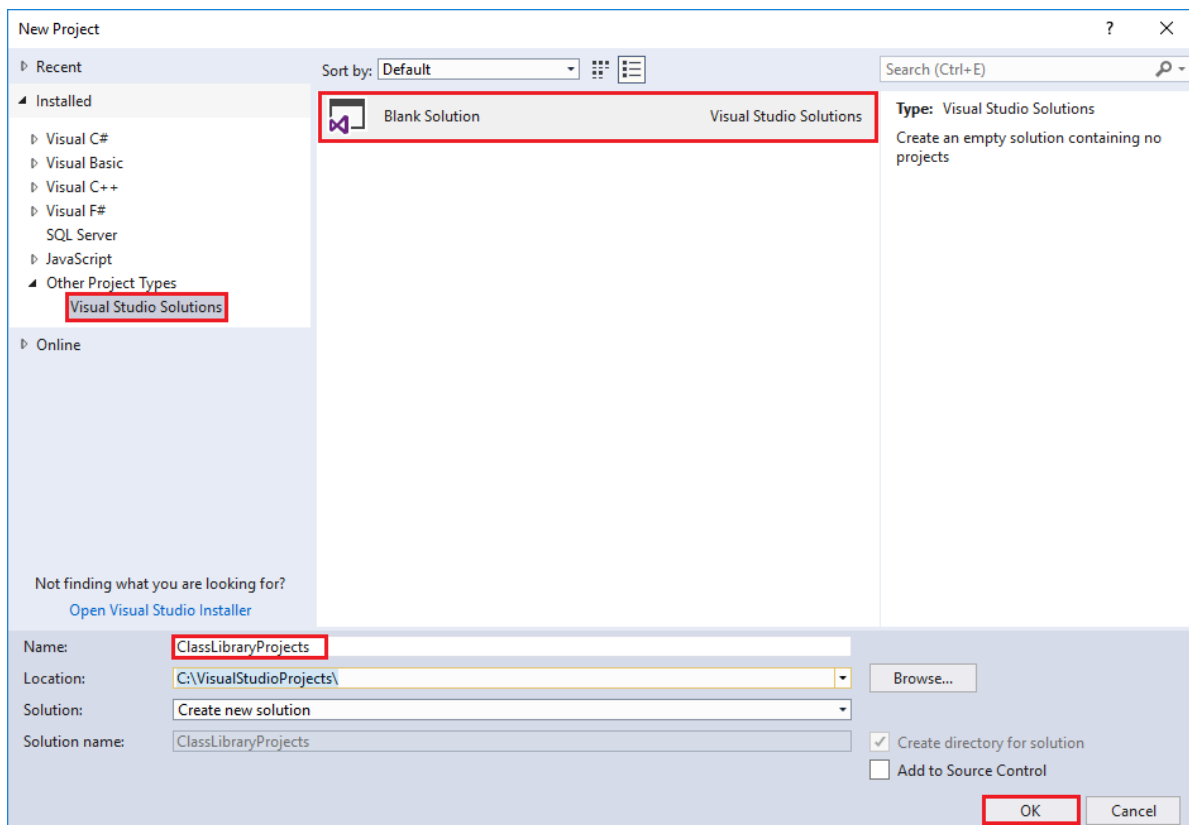 New Project
?
Recent
Installed
Visual C#
Visual Basic
Visual C++
Visual F#
SQL Server
JavaScript
Other Project Types
Visual Studio Solutions
Online
Not finding what you are looking for?
Open Visual Studio Installer
Sort by: Default
Blank Solution Visual Studio Solutions
Search (Ctrl+E)
Type: Visual Studio Solutions
Create an empty solution containing no
projects
Name: ClassLibraryProjects
Location: C:\VisualStudioProjects\ Browse...
Solution: Create new solution
Solution name: ClassLibraryProjects Create directory for solution
Add to Source Control
OK Cancel